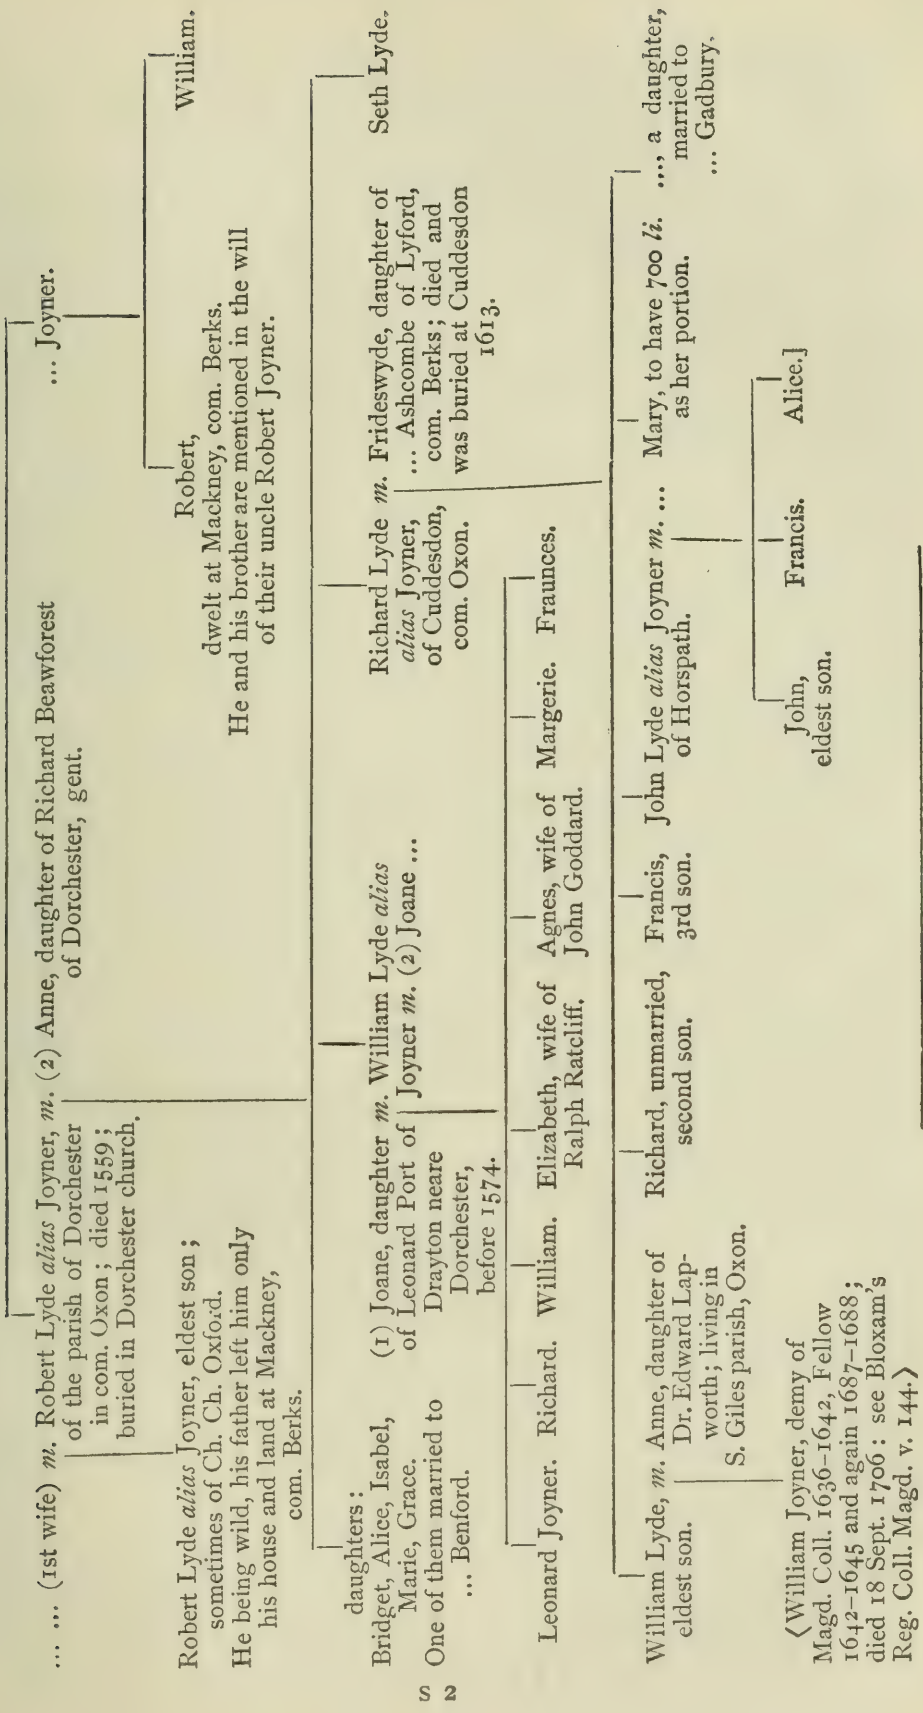 ... ... (1st wife) m. Robert Lyde alias Joyner, m. (2) Anne, daughter of Richard Beawforest
of the parish of Dorchester
in com. Oxon; died 1559;
buried in Dorchester church.
of Dorchester, gent.
... Joyner.
Robert Lyde alias Joyner, eldest son;
sometimes of Ch. Ch. Oxford.
He being wild, his father left him only
his house and land at Mackney,
com. Berks.
Robert,
dwelt at Mackney, com. Berks.
He and his brother are mentioned in the will
of their uncle Robert Joyner.
William.
daughters:
Bridget, Alice, Isabel,
Marie, Grace.
One of them married to
... Benford.
(1) Joane, daughter m. William Lyde alias
of Leonard Port of Joyner m. (2) Joane ...
Drayton neare
Dorchester,
before 1574.
Richard Lyde m. Frideswyde, daughter of
alias Joyner,
of Cuddesdon,
com. Oxon.
... Ashcombe of Lyford,
com. Berks; died and
was buried at Cuddesdon
1613.
Seth Lyde.
Leonard Joyner.
Richard.
William.
Elizabeth, wife of
Ralph Ratcliff.
Agnes, wife of
John Goddard.
Margerie.
Fraunces.
William Lyde, m. Anne, daughter of
eldest son.
Dr. Edward Lap-
worth; living in
S. Giles parish, Oxon.
Richard, unmarried,
second son.
Francis,
3rd son.
John Lyde alias Joyner m. ...
of Horspath.
Mary, to have 700 li.
as her portion.
..., a daughter,
married to
... Gadbury.
〈William Joyner, demy of
Magd. Coll. 1636–1642, Fellow
1642–1645 and again 1687–1688;
died 18 Sept. 1706: see Bloxam's
Reg. Coll. Magd. v. 144.〉
John,
eldest son.
Francis.
Alice.]
S 2